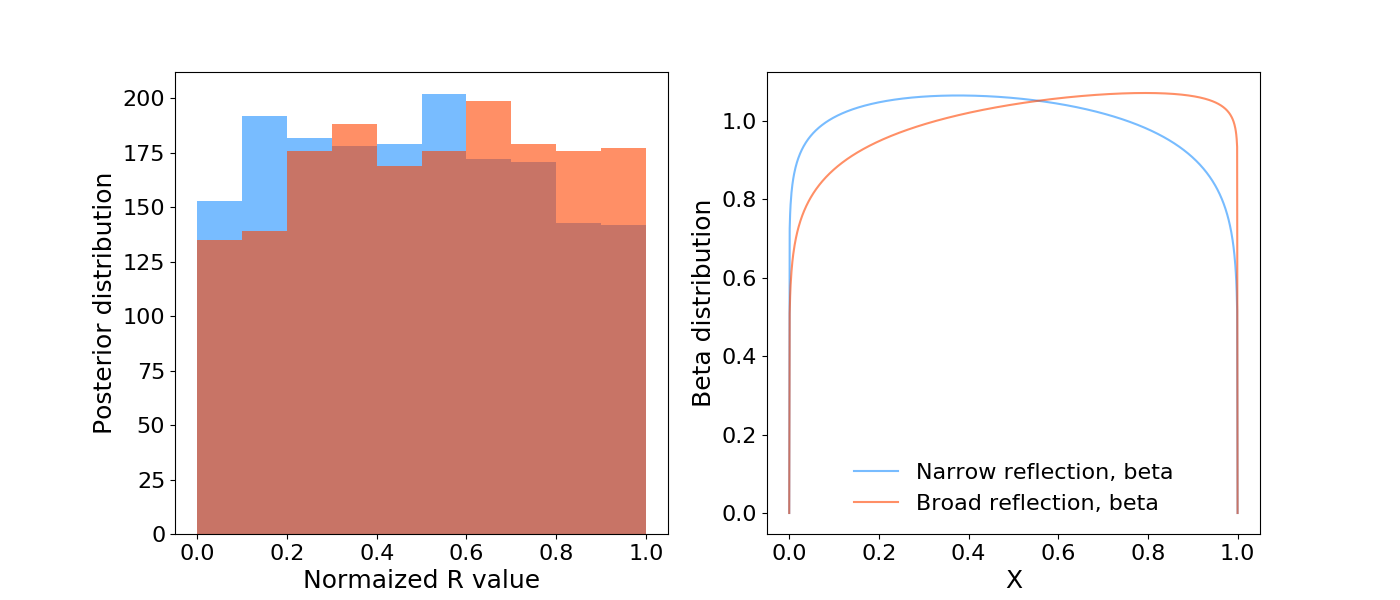 Posterior distribution
200
175
150
125
100
75
50
25
0
0.0 0.2 0.4 0.6 0.8 1.0
Normaized R value
Beta distribution
1.0
0.8
0.6
0.4
0.2
0.0
Narrow reflection, beta
Broad reflection, beta
0.0 0.2 0.4 0.6 0.8 1.0
X